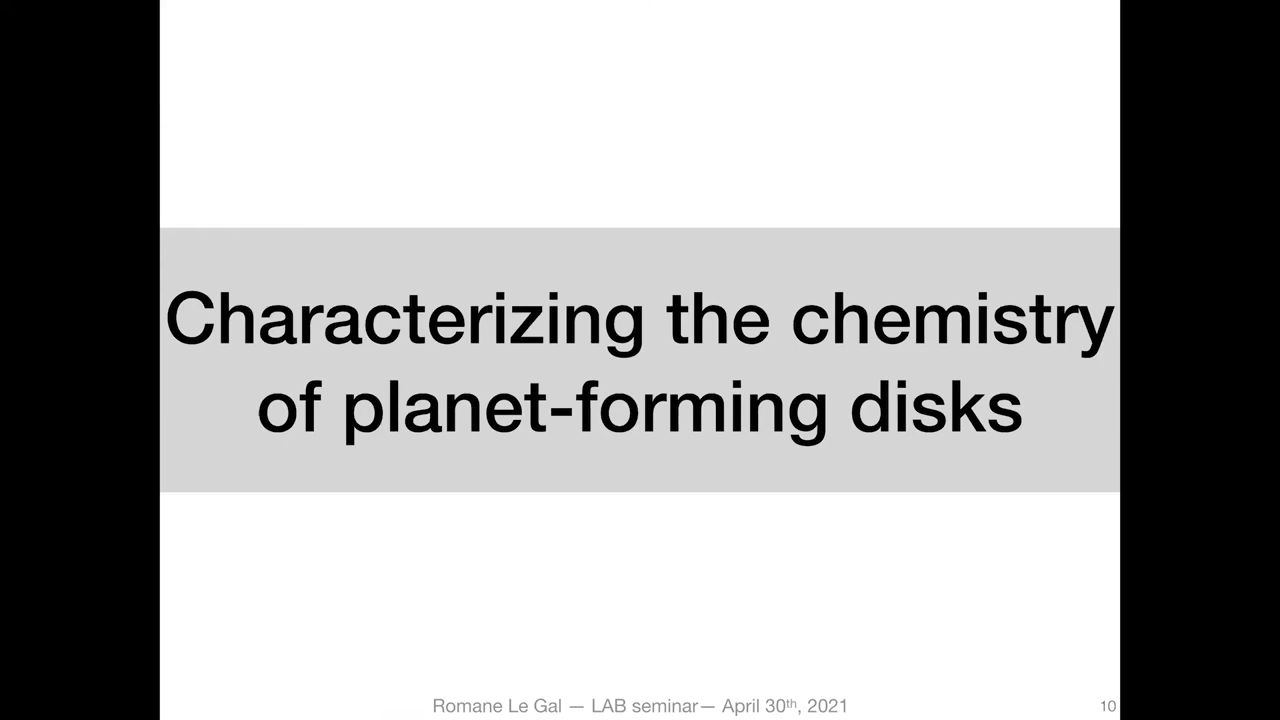 Characterizing the chemistry
of planet-forming disks
Romane Le Gal — LAB seminar— April 30th, 2021
10